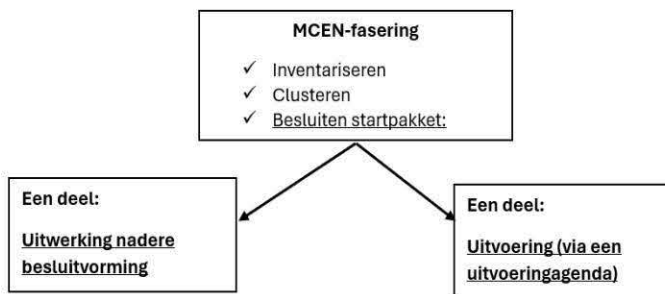 MCEN-fasering
✓ Inventariseren
✓ Clusteren
✓ Besluiten startpakket:
Een deel:
Uitwerking nadere
besluitvorming
Een deel:
Uitvoering (via een
uitvoeringagenda)